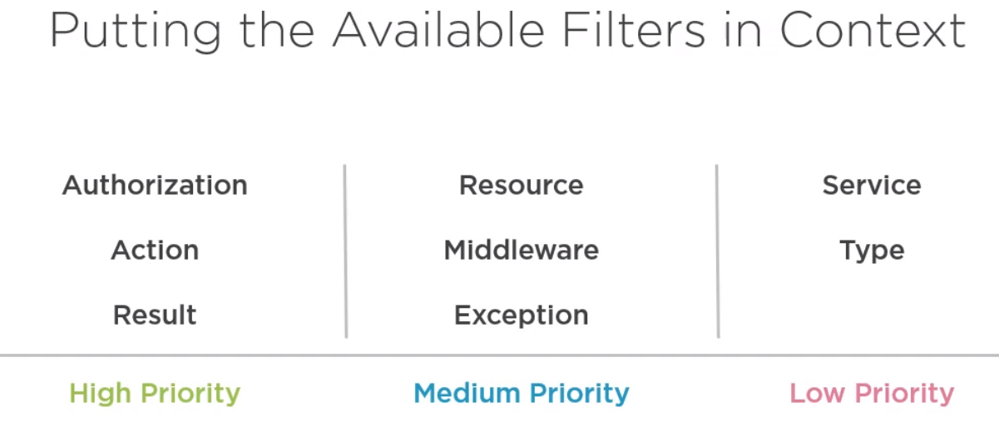 Putting the Available Filters in Context
Authorization
Action
Result
Resource
Middleware
Exception
Service
Type
High Priority
Medium Priority
Low Priority